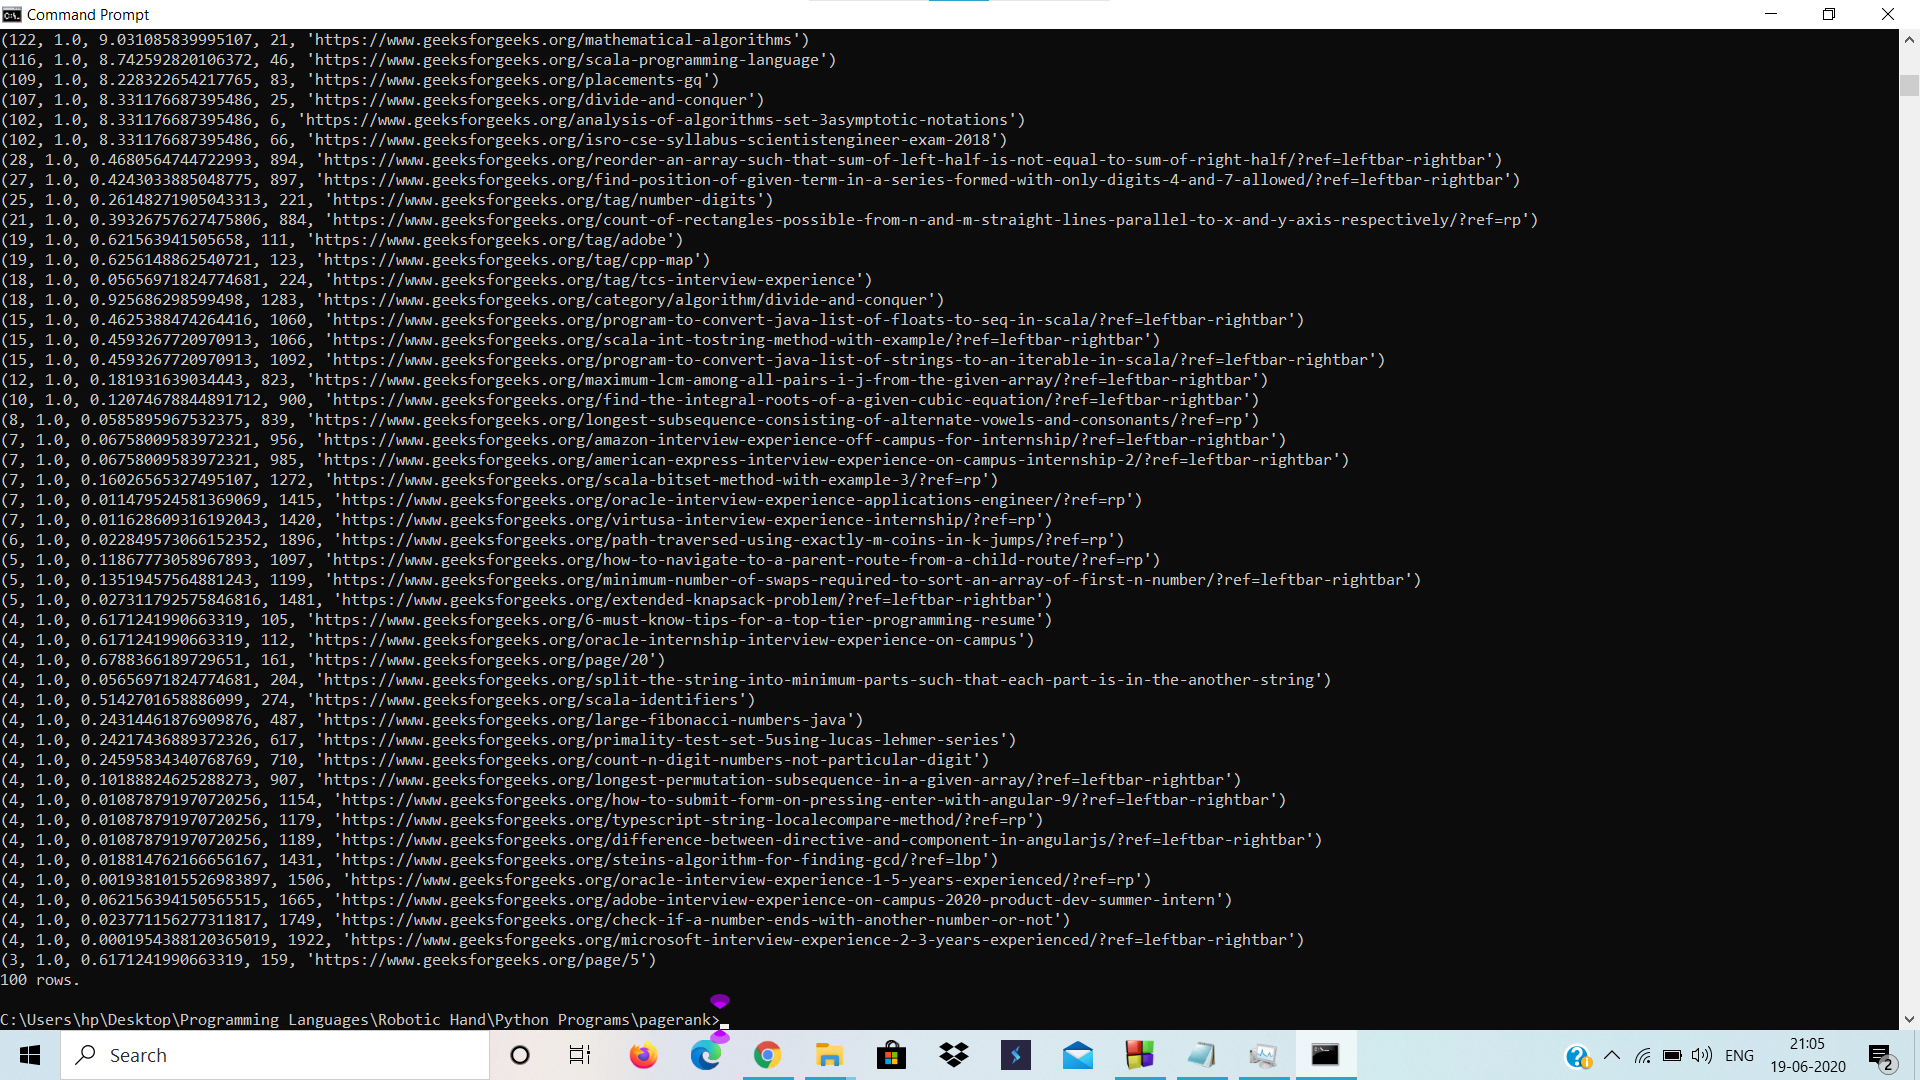 Command Prompt
(122, 1.0, 9.031085839995107, 21, 'https://www.geeksforgeeks.org/mathematical-algorithms')
(116, 1.0, 8.742592820106372, 46, 'https://www.geeksforgeeks.org/scala-programming-language')
(109, 1.0, 8.228322654217765, 83, 'https://www.geeksforgeeks.org/placements-gq')
(107, 1.0, 8.331176687395486, 25, 'https://www.geeksforgeeks.org/divide-and-conquer')
(102, 1.0, 8.331176687395486, 6, 'https://www.geeksforgeeks.org/analysis-of-algorithms-set-3asymptotic-notations')
(102, 1.0, 8.331176687395486, 66, 'https://www.geeksforgeeks.org/isro-cse-syllabus-scientistengineer-exam-2018')
(28, 1.0, 0.4680564744722993, 894, 'https://www.geeksforgeeks.org/reorder-an-array-such-that-sum-of-left-half-is-not-equal-to-sum-of-right-half/?ref=leftbar-rightbar')
(27, 1.0, 0.4243033885048775, 897, 'https://www.geeksforgeeks.org/find-position-of-given-term-in-a-series-formed-with-only-digits-4-and-7-allowed/?ref=leftbar-rightbar')
(25, 1.0, 0.26148271905043313, 221, 'https://www.geeksforgeeks.org/tag/number-digits')
(21, 1.0, 0.39326757627475806, 884, 'https://www.geeksforgeeks.org/count-of-rectangles-possible-from-n-and-m-straight-lines-parallel-to-x-and-y-axis-respectively/?ref=rp')
(19, 1.0, 0.621563941505658, 111, 'https://www.geeksforgeeks.org/tag/adobe')
(19, 1.0, 0.6256148862540721, 123, 'https://www.geeksforgeeks.org/tag/cpp-map')
(18, 1.0, 0.05656971824774681, 224, 'https://www.geeksforgeeks.org/tag/tcs-interview-experience')
(18, 1.0, 0.925686298599498, 1283, 'https://www.geeksforgeeks.org/category/algorithm/divide-and-conquer')
(15, 1.0, 0.4625388474264416, 1060, 'https://www.geeksforgeeks.org/program-to-convert-java-list-of-floats-to-seq-in-scala/?ref=leftbar-rightbar')
(15, 1.0, 0.4593267720970913, 1066, 'https://www.geeksforgeeks.org/scala-int-tostring-method-with-example/?ref=leftbar-rightbar')
(15, 1.0, 0.4593267720970913, 1092, 'https://www.geeksforgeeks.org/program-to-convert-java-list-of-strings-to-an-iterable-in-scala/?ref=leftbar-rightbar')
(12, 1.0, 0.181931639034443, 823, 'https://www.geeksforgeeks.org/maximum-lcm-among-all-pairs-i-j-from-the-given-array/?ref=leftbar-rightbar')
(10, 1.0, 0.12074678844891712, 900, 'https://www.geeksforgeeks.org/find-the-integral-roots-of-a-given-cubic-equation/?ref=leftbar-rightbar')
(8, 1.0, 0.0585895967532375, 839, 'https://www.geeksforgeeks.org/longest-subsequence-consisting-of-alternate-vowels-and-consonants/?ref=rp')
(7, 1.0, 0.06758009583972321, 956, 'https://www.geeksforgeeks.org/amazon-interview-experience-off-campus-for-internship/?ref=leftbar-rightbar')
(7, 1.0, 0.06758009583972321, 985, 'https://www.geeksforgeeks.org/american-express-interview-experience-on-campus-internship-2/?ref=leftbar-rightbar')
(7, 1.0, 0.16026565327495107, 1272, 'https://www.geeksforgeeks.org/scala-bitset-method-with-example-3/?ref=rp')
(7, 1.0, 0.011479524581369069, 1415, 'https://www.geeksforgeeks.org/oracle-interview-experience-applications-engineer/?ref=rp')
(7, 1.0, 0.011628609316192043, 1420, 'https://www.geeksforgeeks.org/virtusa-interview-experience-internship/?ref=rp')
(6, 1.0, 0.022849573066152352, 1896, 'https://www.geeksforgeeks.org/path-traversed-using-exactly-m-coins-in-k-jumps/?ref=rp')
(5, 1.0, 0.11867773058967893, 1097, 'https://www.geeksforgeeks.org/how-to-navigate-to-a-parent-route-from-a-child-route/?ref=rp')
(5, 1.0, 0.13519457564881243, 1199, 'https://www.geeksforgeeks.org/minimum-number-of-swaps-required-to-sort-an-array-of-first-n-number/?ref=leftbar-rightbar')
(5, 1.0, 0.027311792575846816, 1481, 'https://www.geeksforgeeks.org/extended-knapsack-problem/?ref=leftbar-rightbar')
(4, 1.0, 0.6171241990663319, 105, 'https://www.geeksforgeeks.org/6-must-know-tips-for-a-top-tier-programming-resume')
(4, 1.0, 0.6171241990663319, 112, 'https://www.geeksforgeeks.org/oracle-internship-interview-experience-on-campus')
(4, 1.0, 0.6788366189729651, 161, 'https://www.geeksforgeeks.org/page/20')
(4, 1.0, 0.05656971824774681, 204, 'https://www.geeksforgeeks.org/split-the-string-into-minimum-parts-such-that-each-part-is-in-the-another-string')
(4, 1.0, 0.5142701658886099, 274, 'https://www.geeksforgeeks.org/scala-identifiers')
(4, 1.0, 0.24314461876909876, 487, 'https://www.geeksforgeeks.org/large-fibonacci-numbers-java')
(4, 1.0, 0.24217436889372326, 617, 'https://www.geeksforgeeks.org/primality-test-set-5using-lucas-lehmer-series')
(4, 1.0, 0.24595834340768769, 710, 'https://www.geeksforgeeks.org/count-n-digit-numbers-not-particular-digit')
(4, 1.0, 0.10188824625288273, 907, 'https://www.geeksforgeeks.org/longest-permutation-subsequence-in-a-given-array/?ref=leftbar-rightbar')
(4, 1.0, 0.010878791970720256, 1154, 'https://www.geeksforgeeks.org/how-to-submit-form-on-pressing-enter-with-angular-9/?ref=leftbar-rightbar')
(4, 1.0, 0.010878791970720256, 1179, 'https://www.geeksforgeeks.org/typescript-string-localecompare-method/?ref=rp')
(4, 1.0, 0.010878791970720256, 1189, 'https://www.geeksforgeeks.org/difference-between-directive-and-component-in-angularjs/?ref=leftbar-rightbar')
(4, 1.0, 0.018814762166656167, 1431, 'https://www.geeksforgeeks.org/steins-algorithm-for-finding-gcd/?ref=lbp')
(4, 1.0, 0.0019381015526983897, 1506, 'https://www.geeksforgeeks.org/oracle-interview-experience-1-5-years-experienced/?ref=rp')
(4, 1.0, 0.062156394150565515, 1665, 'https://www.geeksforgeeks.org/adobe-interview-experience-on-campus-2020-product-dev-summer-intern')
(4, 1.0, 0.023771156277311817, 1749, 'https://www.geeksforgeeks.org/check-if-a-number-ends-with-another-number-or-not')
(4, 1.0, 0.0001954388120365019, 1922, 'https://www.geeksforgeeks.org/microsoft-interview-experience-2-3-years-experienced/?ref=leftbar-rightbar')
(3, 1.0, 0.6171241990663319, 159, 'https://www.geeksforgeeks.org/page/5')
100 rows.
C:\Users\hp\Desktop\Programming Languages\Robotic Hand\Python Programs\pagerank>
Search
ENG
21:05
19-06-2020
2